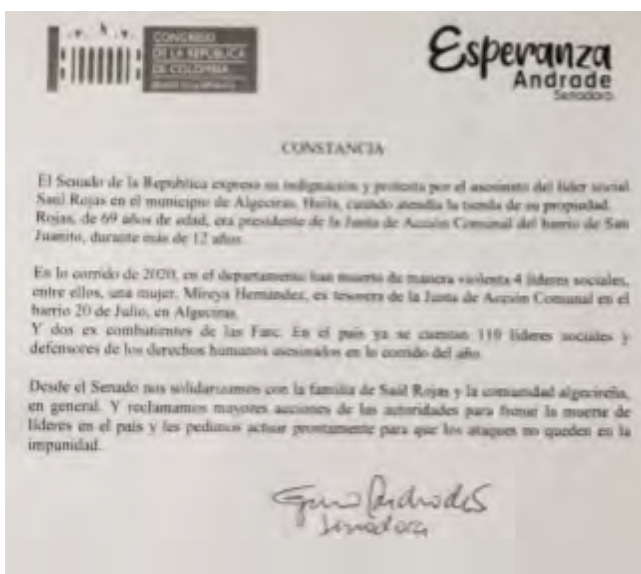 CONGRESO
DE LA REPÚBLICA
DE COLOMBIA
Esperanza
Andrade
Senadora
CONSTANCIA
El Senado de la Republica expresa su indignación y protesta por el asesinato del líder social
Saúl Rojas en el municipio de Algeciras, Huila, cuando atendía la tienda de su propiedad.
Rojas, de 69 años de edad, era presidente de la Junta de Acción Comunal del barrio de San
Juanito, durante más de 12 años.
En lo corrido de 2020, en el departamento han muerto de manera violenta 4 líderes sociales,
entre ellos, una mujer, Mireya Hernández, ex tesorera de la Junta de Acción Comunal en el
barrio 20 de Julio, en Algeciras.
Y dos ex combatientes de las Farc. En el país ya se cuentan 110 líderes sociales y
defensores de los derechos humanos asesinados en lo corrido del año.
Desde el Senado nos solidarizamos con la familia de Saúl Rojas y la comunidad algecireña,
en general. Y reclamamos mayores acciones de las autoridades para frenar la muerte de
líderes en el país y les pedimos actuar prontamente para que los ataques no queden en la
impunidad.
Senadora